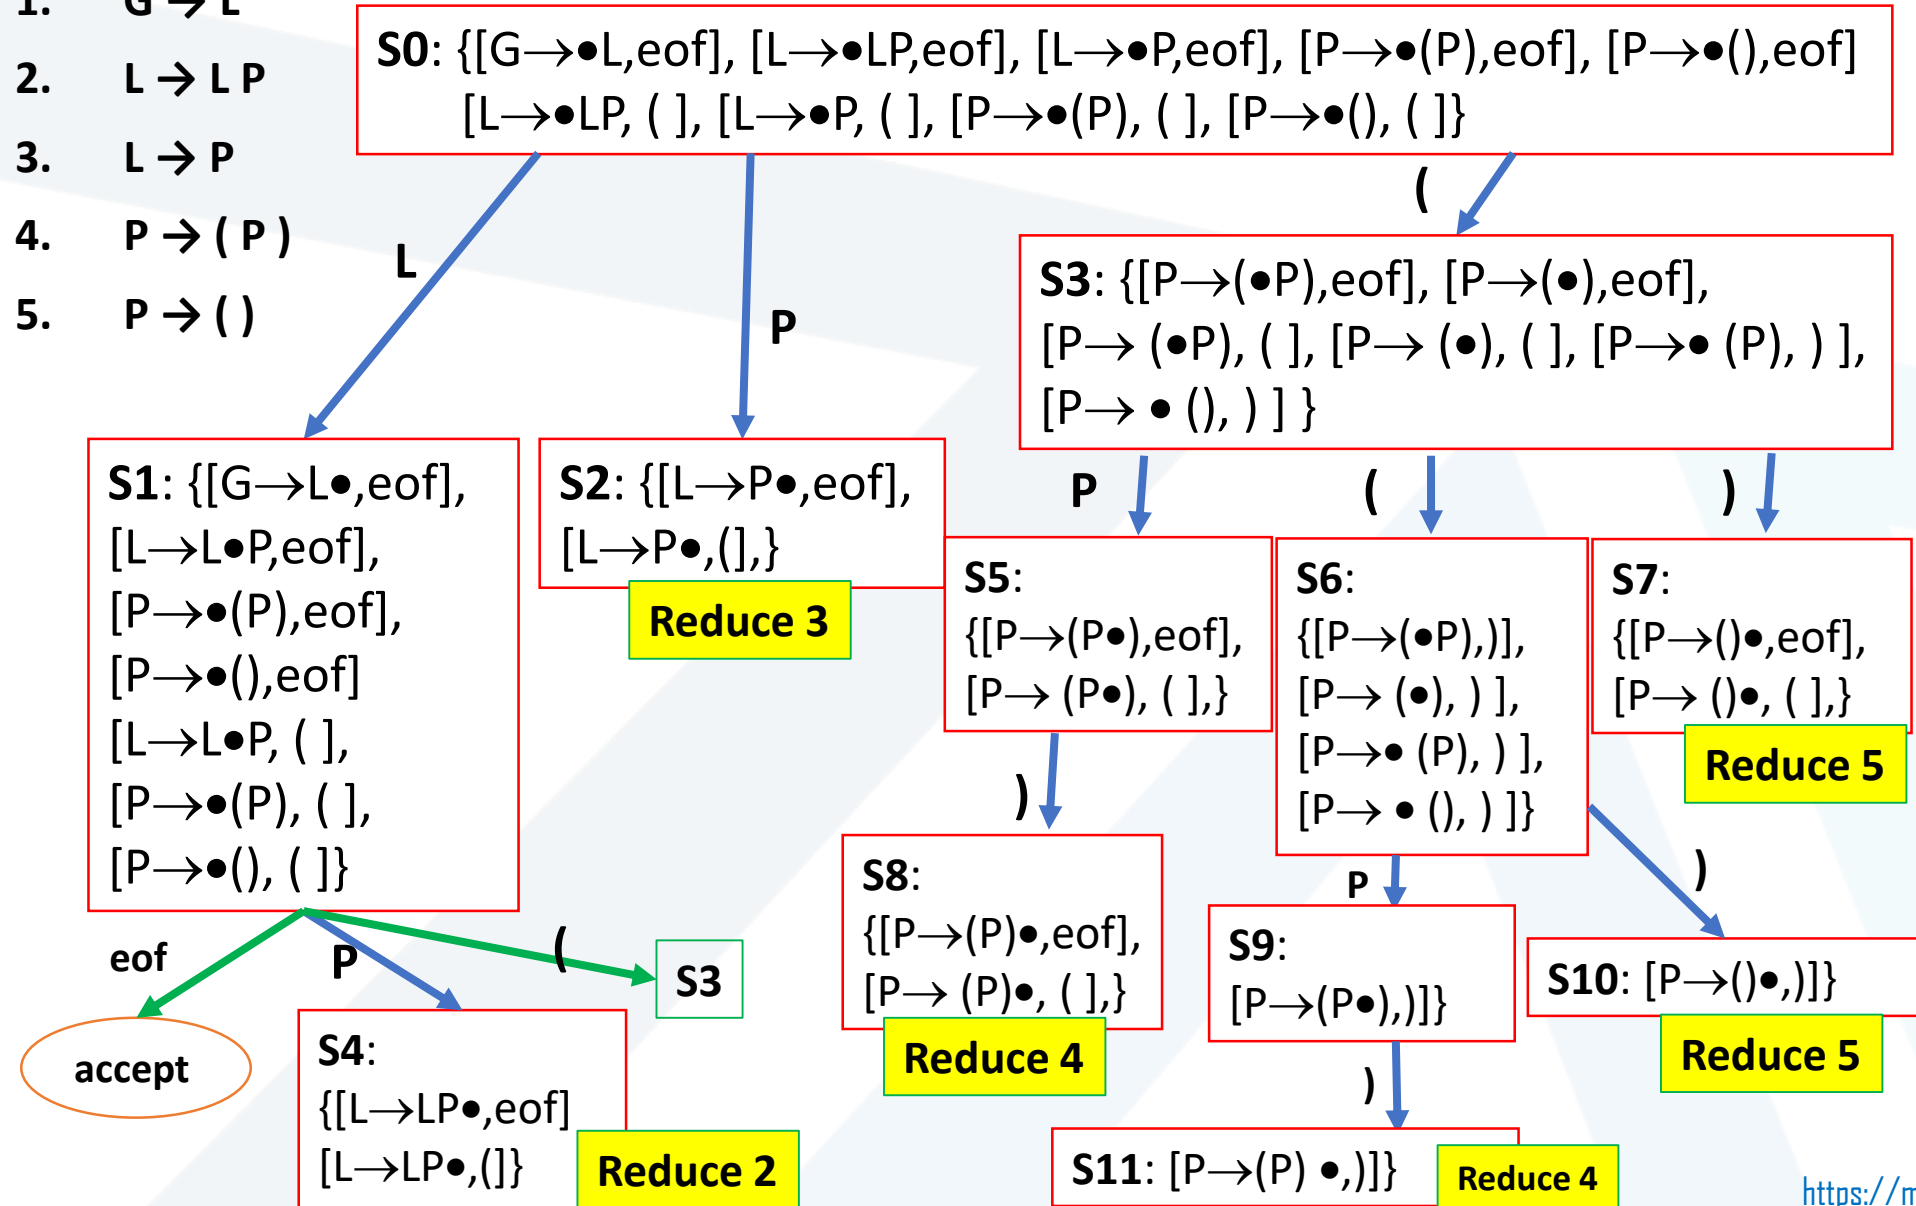 1. G → L
2. L → L P
3. L → P
4. P → ( P )
5. P → ( )
S0: {[G→●L,eof], [L→●LP,eof], [L→●P,eof], [P→●(P),eof], [P→●(),eof]
[L→●LP, ( ], [L→●P, ( ], [P→●(P), ( ], [P→●(), ( ]}
L
P
(
S3: {[P→(●P),eof], [P→(●),eof],
[P→ (●P), ( ], [P→ (●), ( ], [P→● (P), ) ],
[P→ ● (), ) ] }
P
(
)
S1: {[G→L●,eof],
[L→L●P,eof],
[P→●(P),eof],
[P→●(),eof]
[L→L●P, ( ],
[P→●(P), ( ],
[P→●(), ( ]}
S2: {[L→P●,eof],
[L→P●,(],}
Reduce 3
S5:
{[P→(P●),eof],
[P→ (P●), ( ],}
S6:
{[P→(●P),)],
[P→ (●), ) ],
[P→● (P), ) ],
[P→ ● (), ) ]}
S7:
{[P→()●,eof],
[P→ ()●, ( ],}
Reduce 5
)
P
)
S8:
{[P→(P)●,eof],
[P→ (P)●, ( ],}
Reduce 4
S9:
[P→(P●),)]}
S10: [P→()●,)]}
Reduce 5
eof
P
(
S3
accept
S4:
{[L→LP●,eof]
[L→LP●,(]}
Reduce 2
)
S11: [P→(P) ●,)]}
Reduce 4
https://m